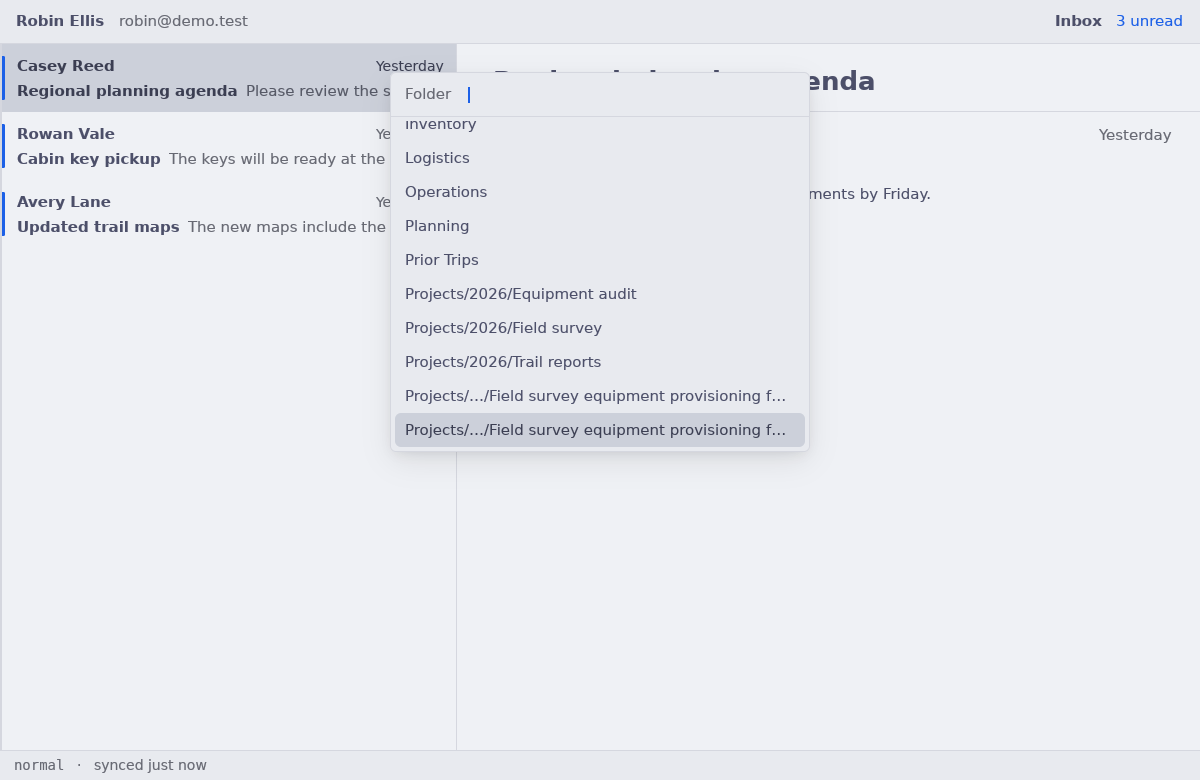 Robin Ellis robin@demo.test
Inbox 3 unread
Casey Reed Yesterday
Regional planning agenda Please review the
Rowan Vale
Cabin key pickup The keys will be ready at the
Avery Lane
Updated trail maps The new maps include the
Folder
Inventory
Logistics
Operations
Planning
Prior Trips
Projects/2026/Equipment audit
Projects/2026/Field survey
Projects/2026/Trail reports
Projects/.../Field survey equipment provisioning f...
Projects/.../Field survey equipment provisioning f...
Yesterday
by Friday.
normal · synced just now